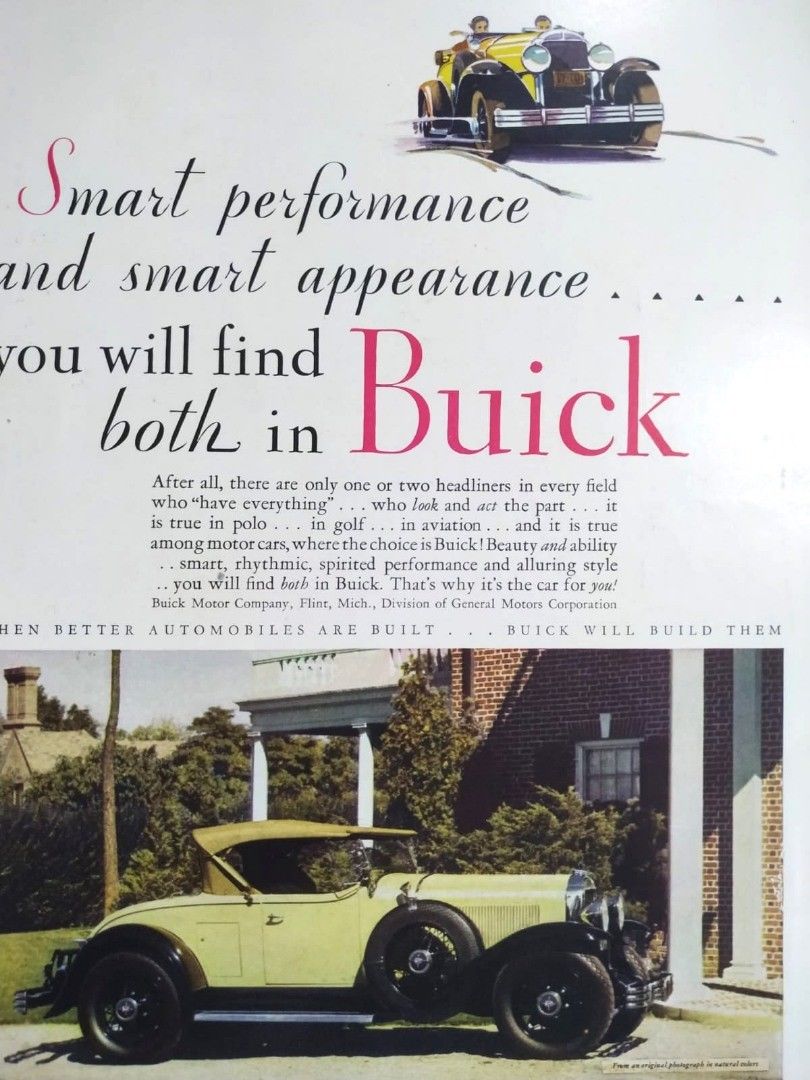 Smart performance
and smart appearance . . . . .
you will find
both in Buick
After all, there are only one or two headliners in every field
who "have everything" . . . who look and act the part . . . it
is true in polo . . . in golf . . . in aviation . . . and it is true
among motor cars, where the choice is Buick! Beauty and ability
. . smart, rhythmic, spirited performance and alluring style
. . you will find both in Buick. That's why it's the car for you!
Buick Motor Company, Flint, Mich., Division of General Motors Corporation
HEN BETTER AUTOMOBILES ARE BUILT . . . BUICK WILL BUILD THEM
From an original photograph in natural colors